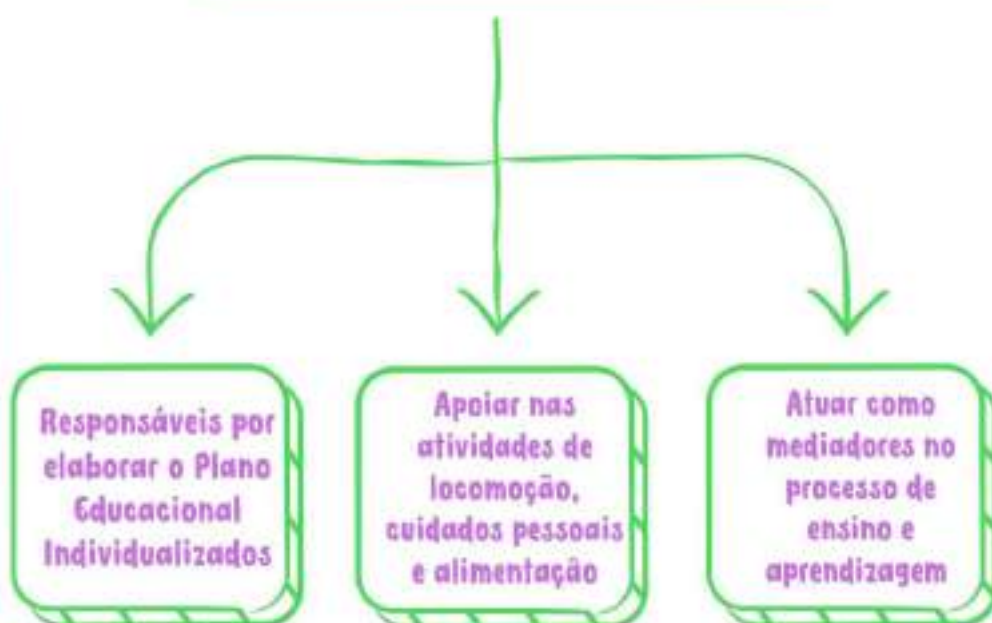 Responsáveis por
elaborar o Plano
Educacional
Individualizados
Apoiar nas
atividades de
locomoção,
cuidados pessoais
e alimentação
Atuar como
mediadores no
processo de
ensino e
aprendizagem